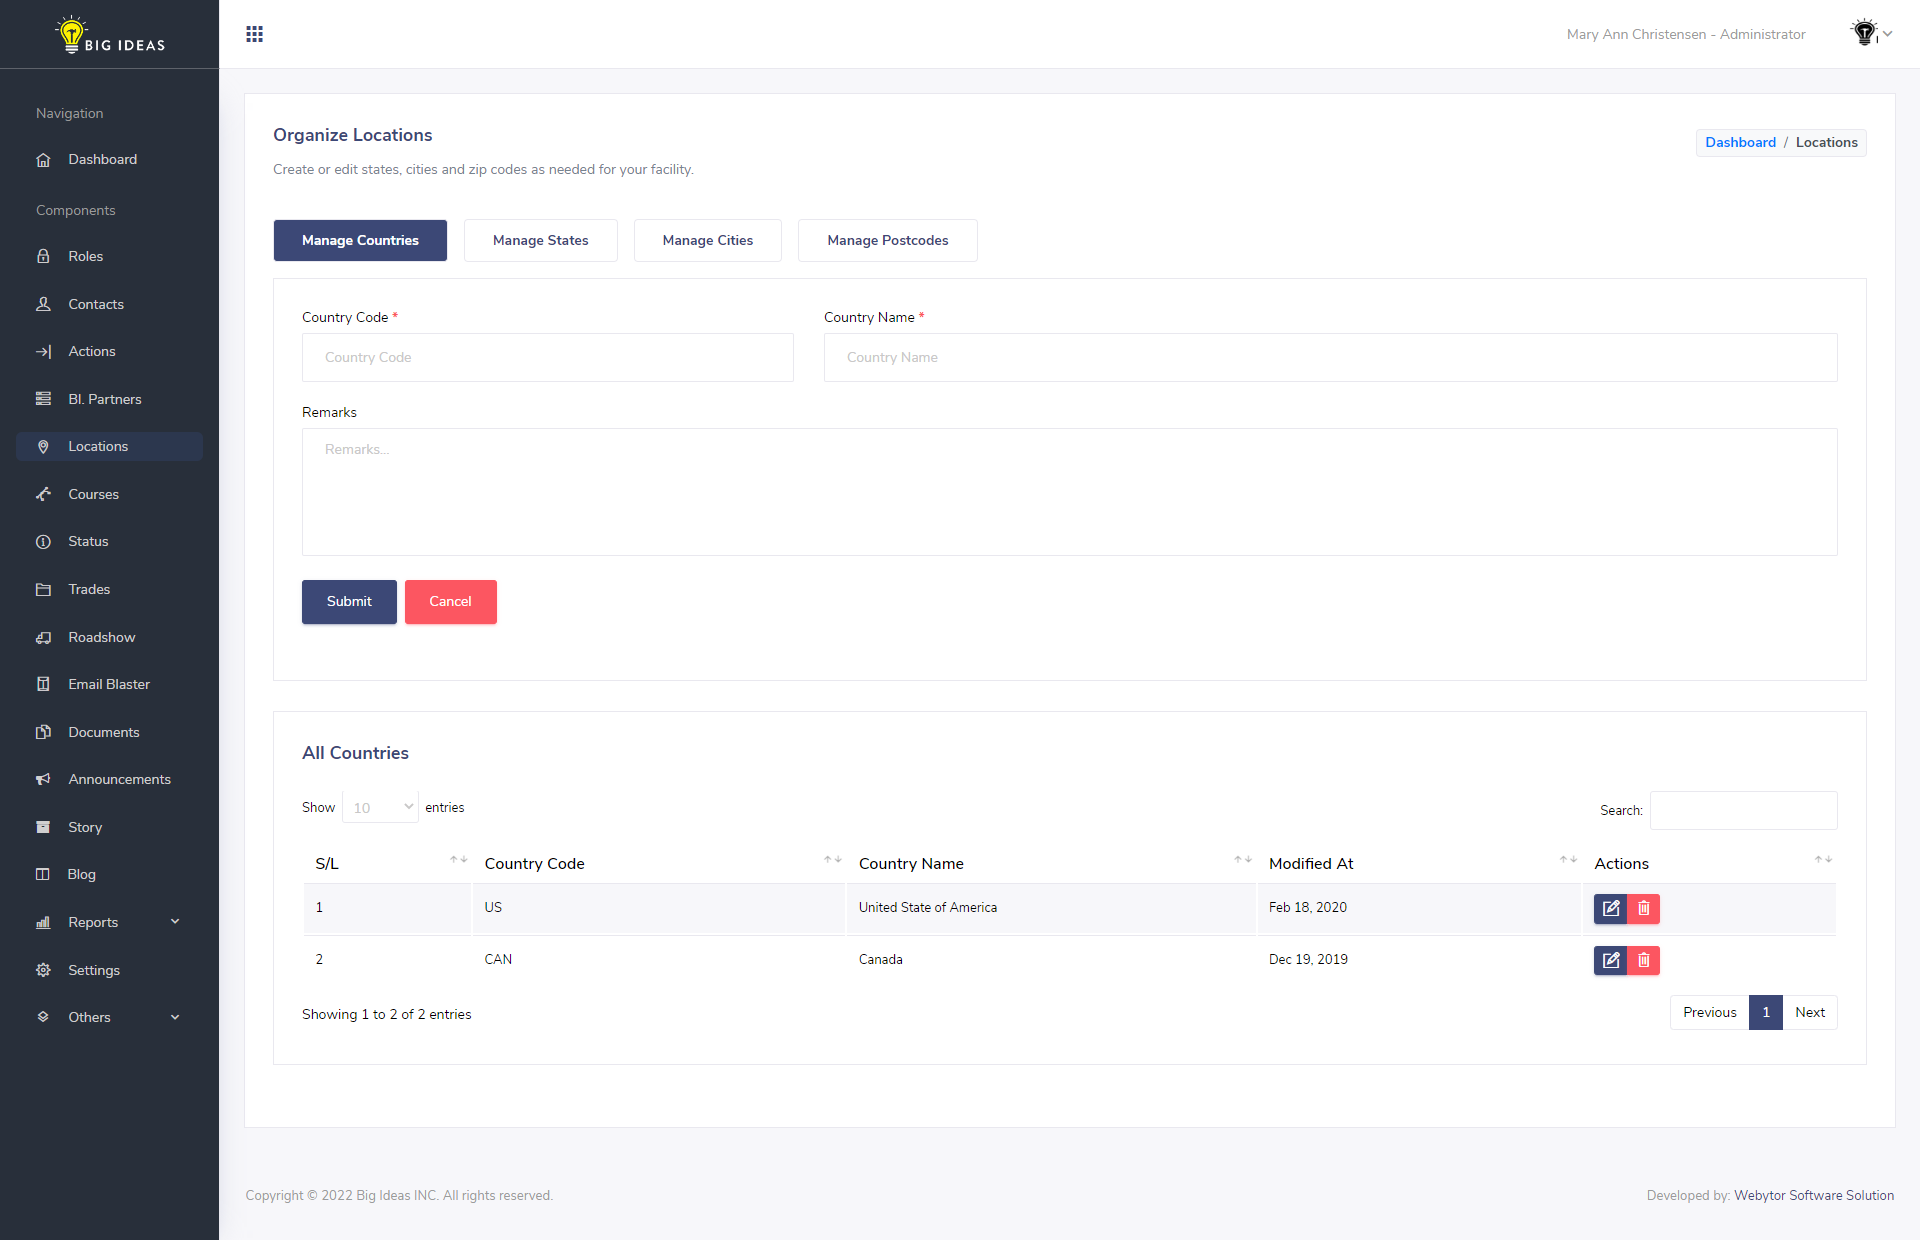 BIG IDEAS
Mary Ann Christensen - Administrator
Navigation
Dashboard
Components
Roles
Contacts
Actions
BI. Partners
Locations
Courses
Status
Trades
Roadshow
Email Blaster
Documents
Announcements
Story
Blog
Reports
Settings
Others
Organize Locations
Create or edit states, cities and zip codes as needed for your facility.
Dashboard / Locations
Manage Countries
Manage States
Manage Cities
Manage Postcodes
Country Code *
Country Name *
Country Code
Country Name
Remarks
Remarks...
Submit
Cancel
All Countries
Show 10 entries
Search:
S/L Country Code Country Name Modified At Actions
1 US United State of America Feb 18, 2020
2 CAN Canada Dec 19, 2019
Showing 1 to 2 of 2 entries
Previous 1 Next
Copyright © 2022 Big Ideas INC. All rights reserved.
Developed by: Webytor Software Solution